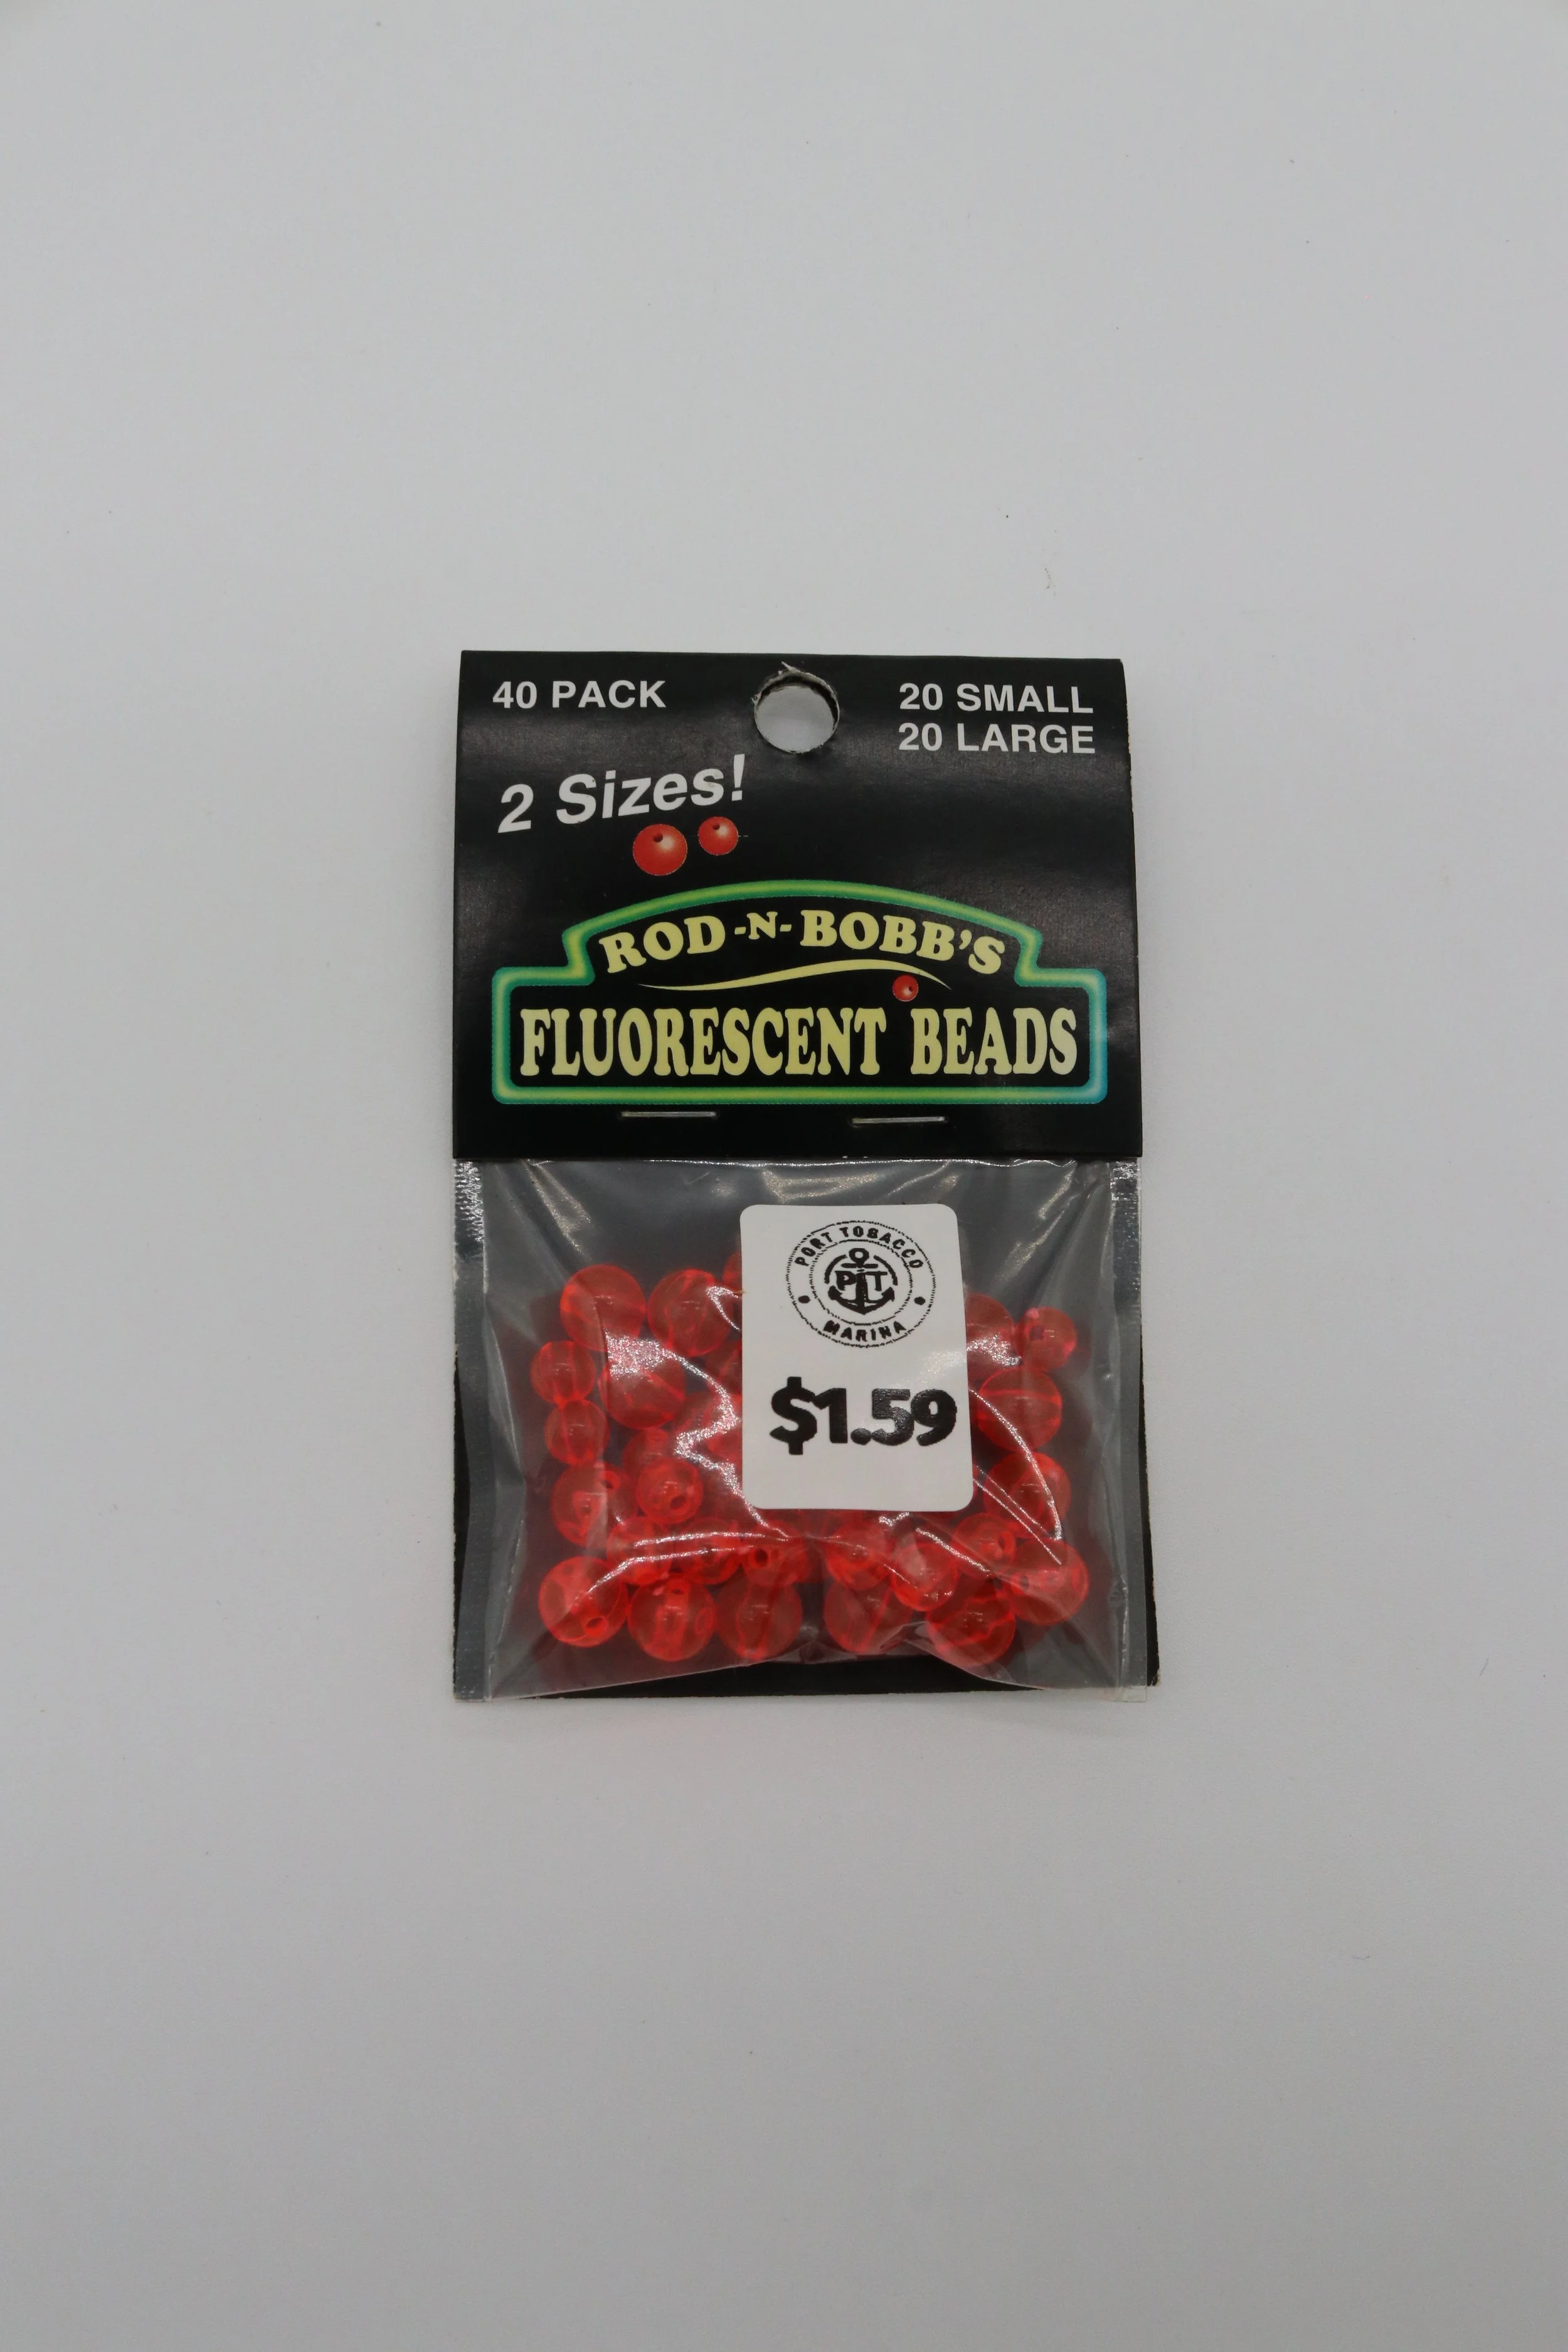 40 PACK
20 SMALL
20 LARGE
2 Sizes!
ROD-N-BOBB'S
FLUORESCENT BEADS
PORT TOBACCO
PT
MARINA
$1.59